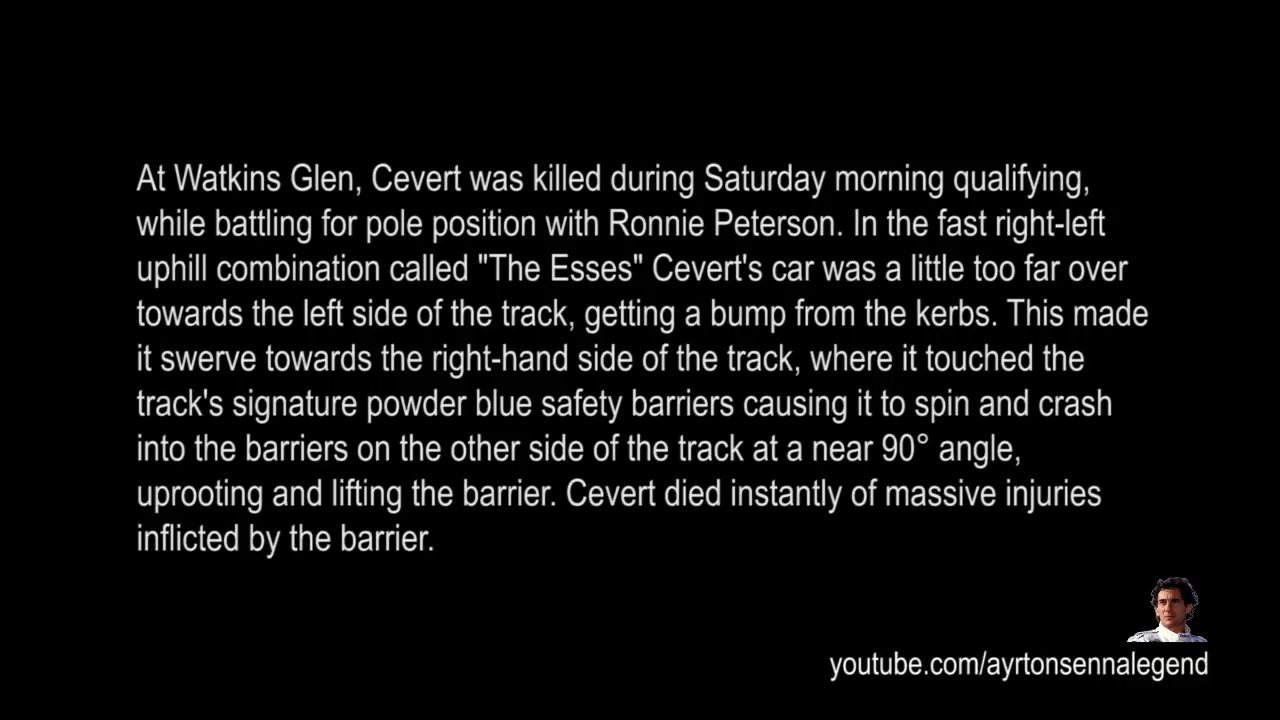 At Watkins Glen, Cevert was killed during Saturday morning qualifying,
while battling for pole position with Ronnie Peterson. In the fast right-left
uphill combination called "The Esses" Cevert's car was a little too far over
towards the left side of the track, getting a bump from the kerbs. This made
it swerve towards the right-hand side of the track, where it touched the
track's signature powder blue safety barriers causing it to spin and crash
into the barriers on the other side of the track at a near 90° angle,
uprooting and lifting the barrier. Cevert died instantly of massive injuries
inflicted by the barrier.
youtube.com/ayrtonsennalegend